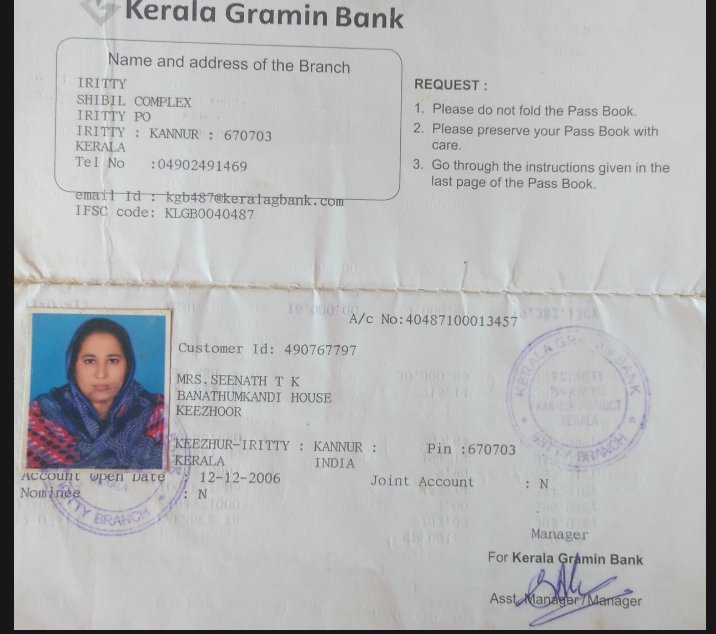 Kerala Gramin Bank
Name and address of the Branch
IRITTY
SHIBIL COMPLEX
IRITTY PO
IRITTY : KANNUR : 670703
KERALA
Tel No :04902491469
email Id : kgb487@keralagbank.com
IFSC code: KLGB0040487
REQUEST :
1. Please do not fold the Pass Book.
2. Please preserve your Pass Book with
care.
3. Go through the instructions given in the
last page of the Pass Book.
A/c No:40487100013457
Customer Id: 490767797
MRS.SEENATH T K
BANATHUMKANDI HOUSE
KEEZHOOR
KEEZHUR-IRITTY : KANNUR : Pin :670703
KERALA INDIA
Account Open Date 12-12-2006 Joint Account : N
Nominee : N
KERALA GRAMIN BANK
KERALA
BRANCH
IRITTY BRANCH
Manager
For Kerala Gramin Bank
Asst. Manager/Manager